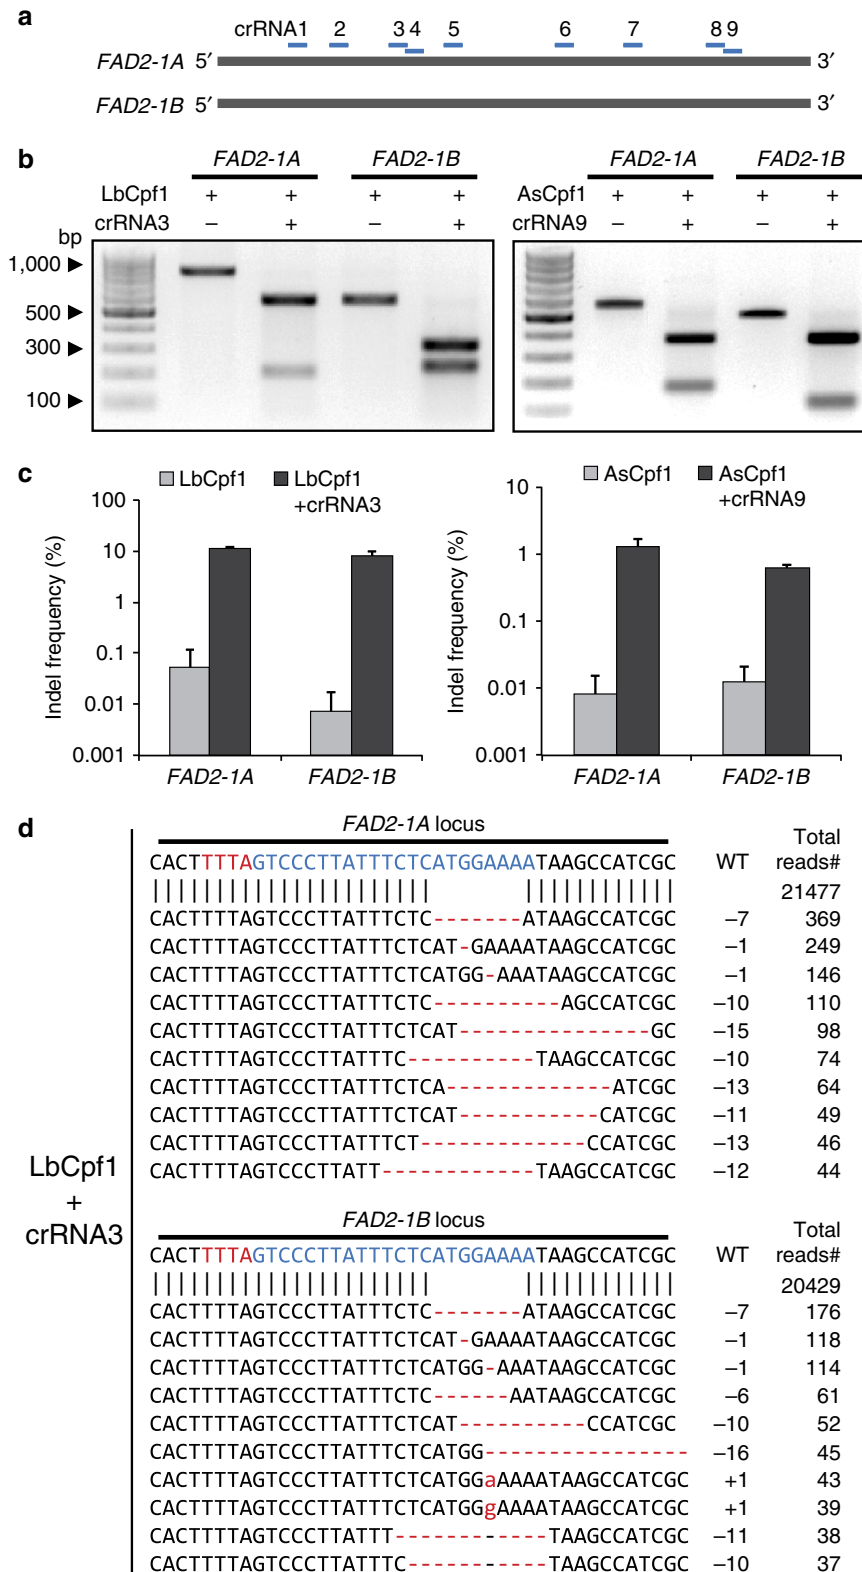 a
crRNA1 2 3 4 5 6 7 8 9
FAD2-1A 5′ 3′
FAD2-1B 5′ 3′
b
FAD2-1A FAD2-1B
LbCpf1 + + + +
crRNA3 – + – +
bp
1,000
500
300
100
FAD2-1A FAD2-1B
AsCpf1 + + + +
crRNA9 – + – +
c
LbCpf1 LbCpf1 +crRNA3
Indel frequency (%)
100
10
1
0.1
0.01
0.001
FAD2-1A FAD2-1B
AsCpf1 AsCpf1 +crRNA9
Indel frequency (%)
10
1
0.1
0.01
0.001
FAD2-1A FAD2-1B
d
LbCpf1
+
crRNA3
FAD2-1A locus
Total
CACTTTTAGTCCCTTATTTCTCATGGAAAATAAGCCATCGC WT reads#
21477
CACTTTTAGTCCCTTATTTCTC-------ATAAGCCATCGC –7 369
CACTTTTAGTCCCTTATTTCTCAT-GAAAATAAGCCATCGC –1 249
CACTTTTAGTCCCTTATTTCTCATGG-AAATAAGCCATCGC –1 146
CACTTTTAGTCCCTTATTTCTC----------AGCCATCGC –10 110
CACTTTTAGTCCCTTATTTCTCAT---------------GC –15 98
CACTTTTAGTCCCTTATTTC----------TAAGCCATCGC –10 74
CACTTTTAGTCCCTTATTTCTCA-------------ATCGC –13 64
CACTTTTAGTCCCTTATTTCTCAT-----------CATCGC –11 49
CACTTTTAGTCCCTTATTTCT-------------CCATCGC –13 46
CACTTTTAGTCCCTTATT------------TAAGCCATCGC –12 44
FAD2-1B locus
Total
CACTTTTAGTCCCTTATTTCTCATGGAAAATAAGCCATCGC WT reads#
20429
CACTTTTAGTCCCTTATTTCTC-------ATAAGCCATCGC –7 176
CACTTTTAGTCCCTTATTTCTCAT-GAAAATAAGCCATCGC –1 118
CACTTTTAGTCCCTTATTTCTCATGG-AAATAAGCCATCGC –1 114
CACTTTTAGTCCCTTATTTCTC------AATAAGCCATCGC –6 61
CACTTTTAGTCCCTTATTTCTCAT----------CCATCGC –10 52
CACTTTTAGTCCCTTATTTCTCATGG---------------- –16 45
CACTTTTAGTCCCTTATTTCTCATGGaAAAATAAGCCATCGC +1 43
CACTTTTAGTCCCTTATTTCTCATGGgAAAATAAGCCATCGC +1 39
CACTTTTAGTCCCTTATTT------------TAAGCCATCGC –11 38
CACTTTTAGTCCCTTATTTC-----------TAAGCCATCGC –10 37